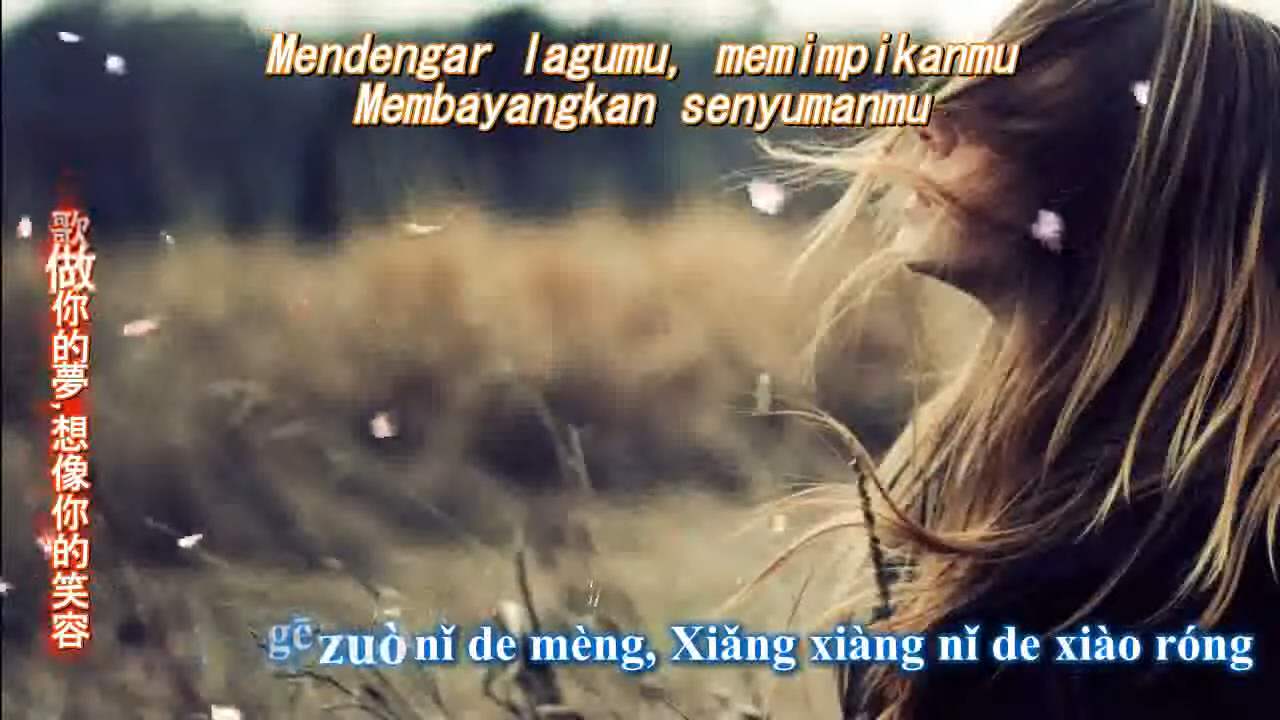 Mendengar lagumu, memimpikanmu
Membayangkan senyumanmu
歌做你的夢,想像你的笑容
gē zuò nǐ de mèng, Xiǎng xiàng nǐ de xiào róng